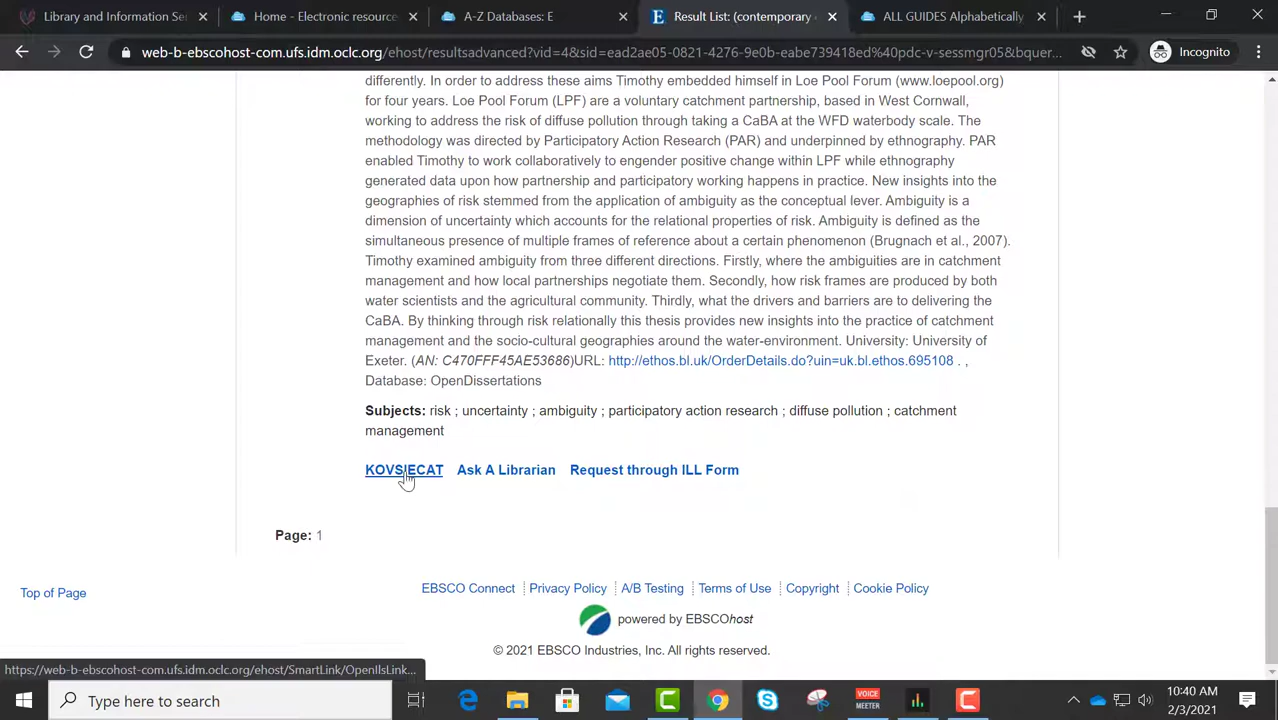 Library and Information Se
Home - Electronic resource
A-Z Databases: E
Result List: (contemporary
ALL GUIDES Alphabetically
web-b-ebscohost-com.ufs.idm.oclc.org/ehost/resultsadvanced?vid=4&sid=ead2ae05-0821-4276-9e0b-eabe739418ed%40pdc-v-sessmgr05&bquer...
Incognito
differently. In order to address these aims Timothy embedded himself in Loe Pool Forum (www.loepool.org)
for four years. Loe Pool Forum (LPF) are a voluntary catchment partnership, based in West Cornwall,
working to address the risk of diffuse pollution through taking a CaBA at the WFD waterbody scale. The
methodology was directed by Participatory Action Research (PAR) and underpinned by ethnography. PAR
enabled Timothy to work collaboratively to engender positive change within LPF while ethnography
generated data upon how partnership and participatory working happens in practice. New insights into the
geographies of risk stemmed from the application of ambiguity as the conceptual lever. Ambiguity is a
dimension of uncertainty which accounts for the relational properties of risk. Ambiguity is defined as the
simultaneous presence of multiple frames of reference about a certain phenomenon (Brugnach et al., 2007).
Timothy examined ambiguity from three different directions. Firstly, where the ambiguities are in catchment
management and how local partnerships negotiate them. Secondly, how risk frames are produced by both
water scientists and the agricultural community. Thirdly, what the drivers and barriers are to delivering the
CaBA. By thinking through risk relationally this thesis provides new insights into the practice of catchment
management and the socio-cultural geographies around the water-environment. University: University of
Exeter. (AN: C470FFF45AE53686)URL: http://ethos.bl.uk/OrderDetails.do?uin=uk.bl.ethos.695108 . ,
Database: OpenDissertations
Subjects: risk ; uncertainty ; ambiguity ; participatory action research ; diffuse pollution ; catchment
management
KOVSIECAT Ask A Librarian Request through ILL Form
Page: 1
Top of Page
EBSCO Connect Privacy Policy A/B Testing Terms of Use Copyright Cookie Policy
powered by EBSCOhost
© 2021 EBSCO Industries, Inc. All rights reserved.
https://web-b-ebscohost-com.ufs.idm.oclc.org/ehost/SmartLink/OpenIlsLink...
Type here to search
VOICE
MEETER
10:40 AM
2/3/2021